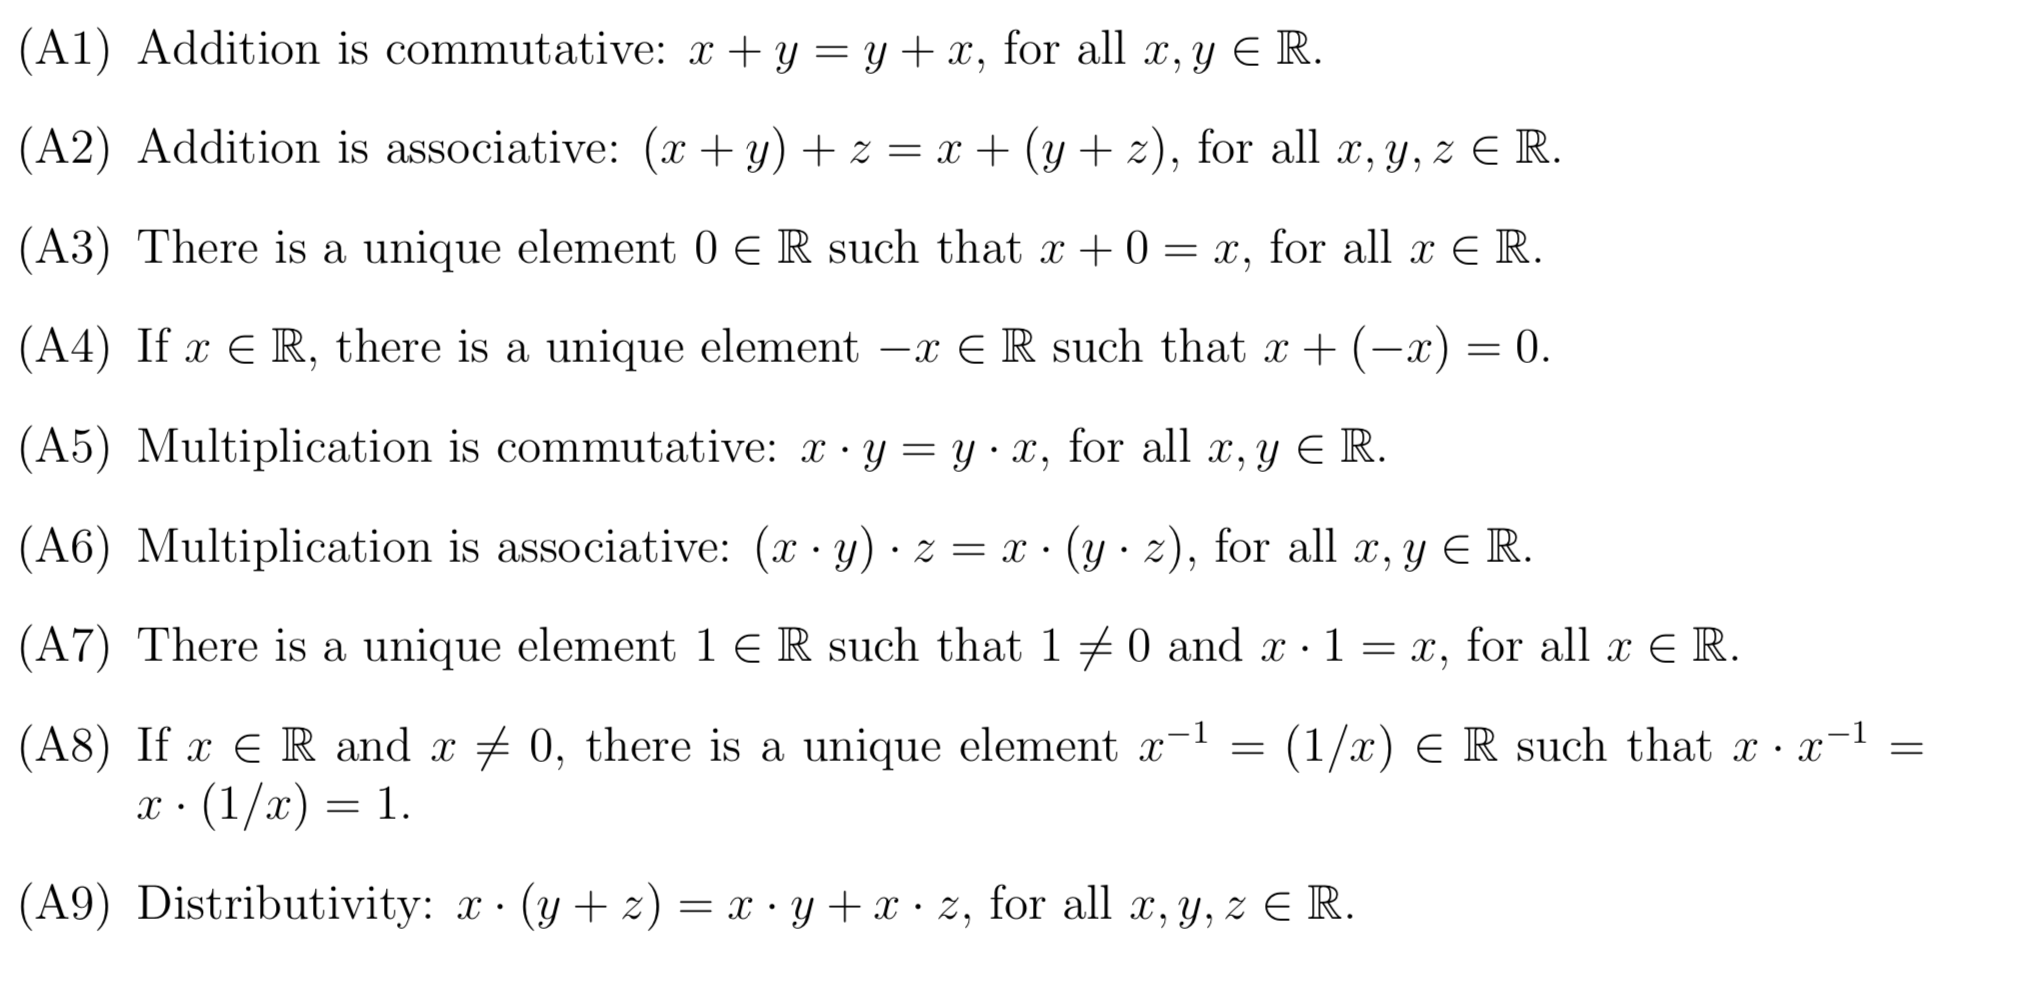 (A1) Addition is commutative: x + y = y + x, for all x, y ∈ ℝ.
(A2) Addition is associative: (x + y) + z = x + (y + z), for all x, y, z ∈ ℝ.
(A3) There is a unique element 0 ∈ ℝ such that x + 0 = x, for all x ∈ ℝ.
(A4) If x ∈ ℝ, there is a unique element −x ∈ ℝ such that x + (−x) = 0.
(A5) Multiplication is commutative: x · y = y · x, for all x, y ∈ ℝ.
(A6) Multiplication is associative: (x · y) · z = x · (y · z), for all x, y ∈ ℝ.
(A7) There is a unique element 1 ∈ ℝ such that 1 ≠ 0 and x · 1 = x, for all x ∈ ℝ.
(A8) If x ∈ ℝ and x ≠ 0, there is a unique element x⁻¹ = (1/x) ∈ ℝ such that x · x⁻¹ =
x · (1/x) = 1.
(A9) Distributivity: x · (y + z) = x · y + x · z, for all x, y, z ∈ ℝ.